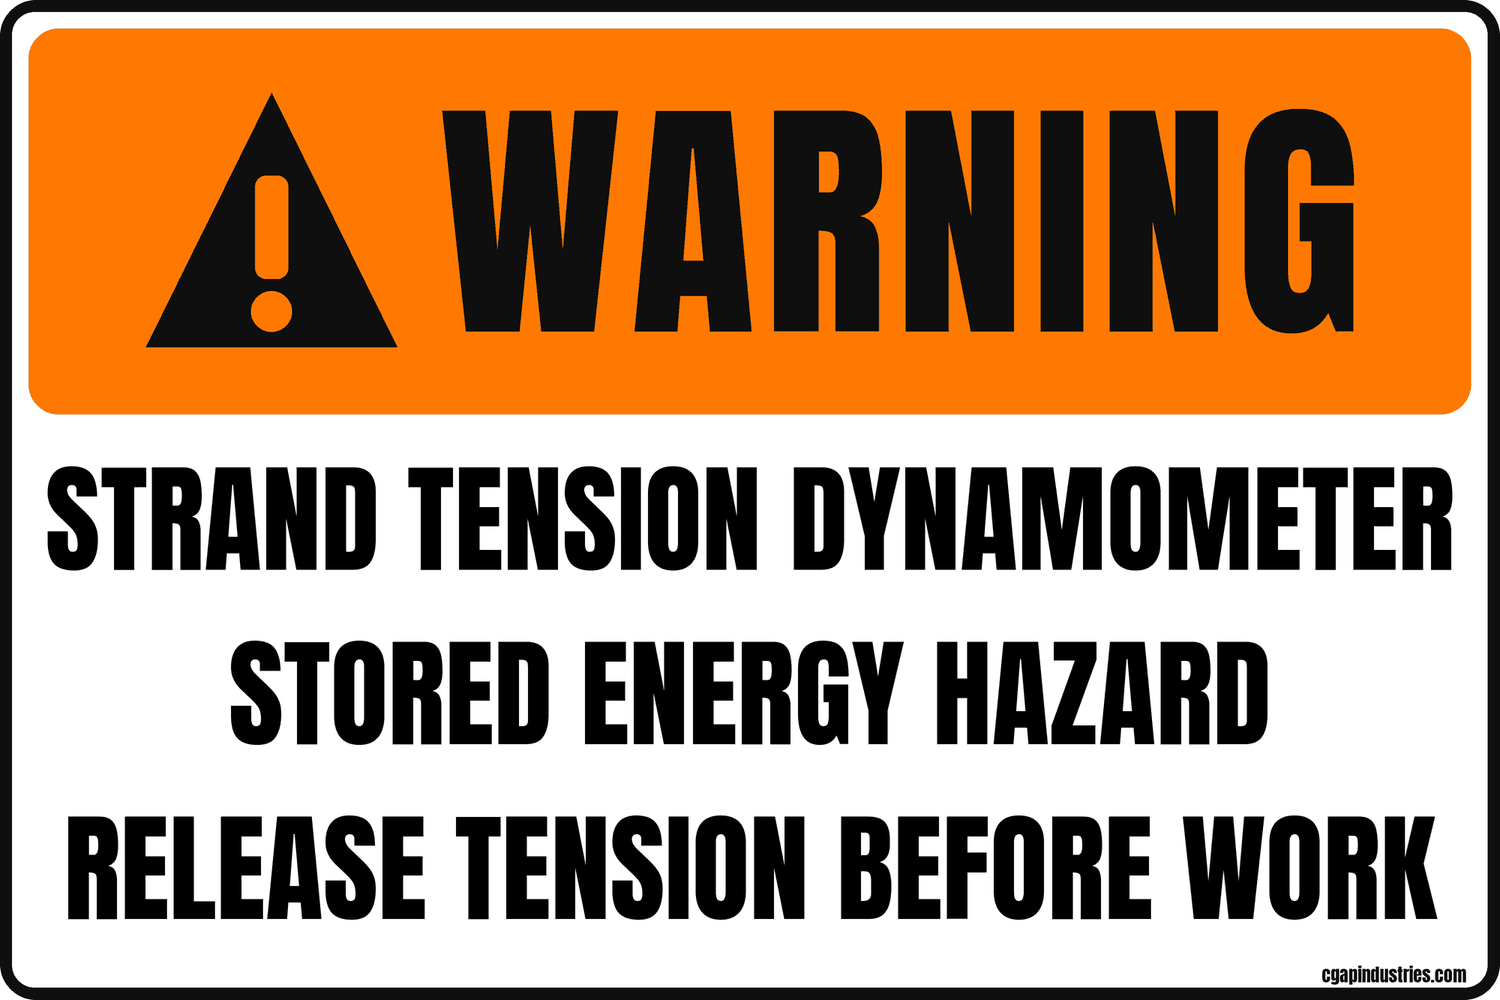 WARNING
STRAND TENSION DYNAMOMETER
STORED ENERGY HAZARD
RELEASE TENSION BEFORE WORK
cgapindustries.com